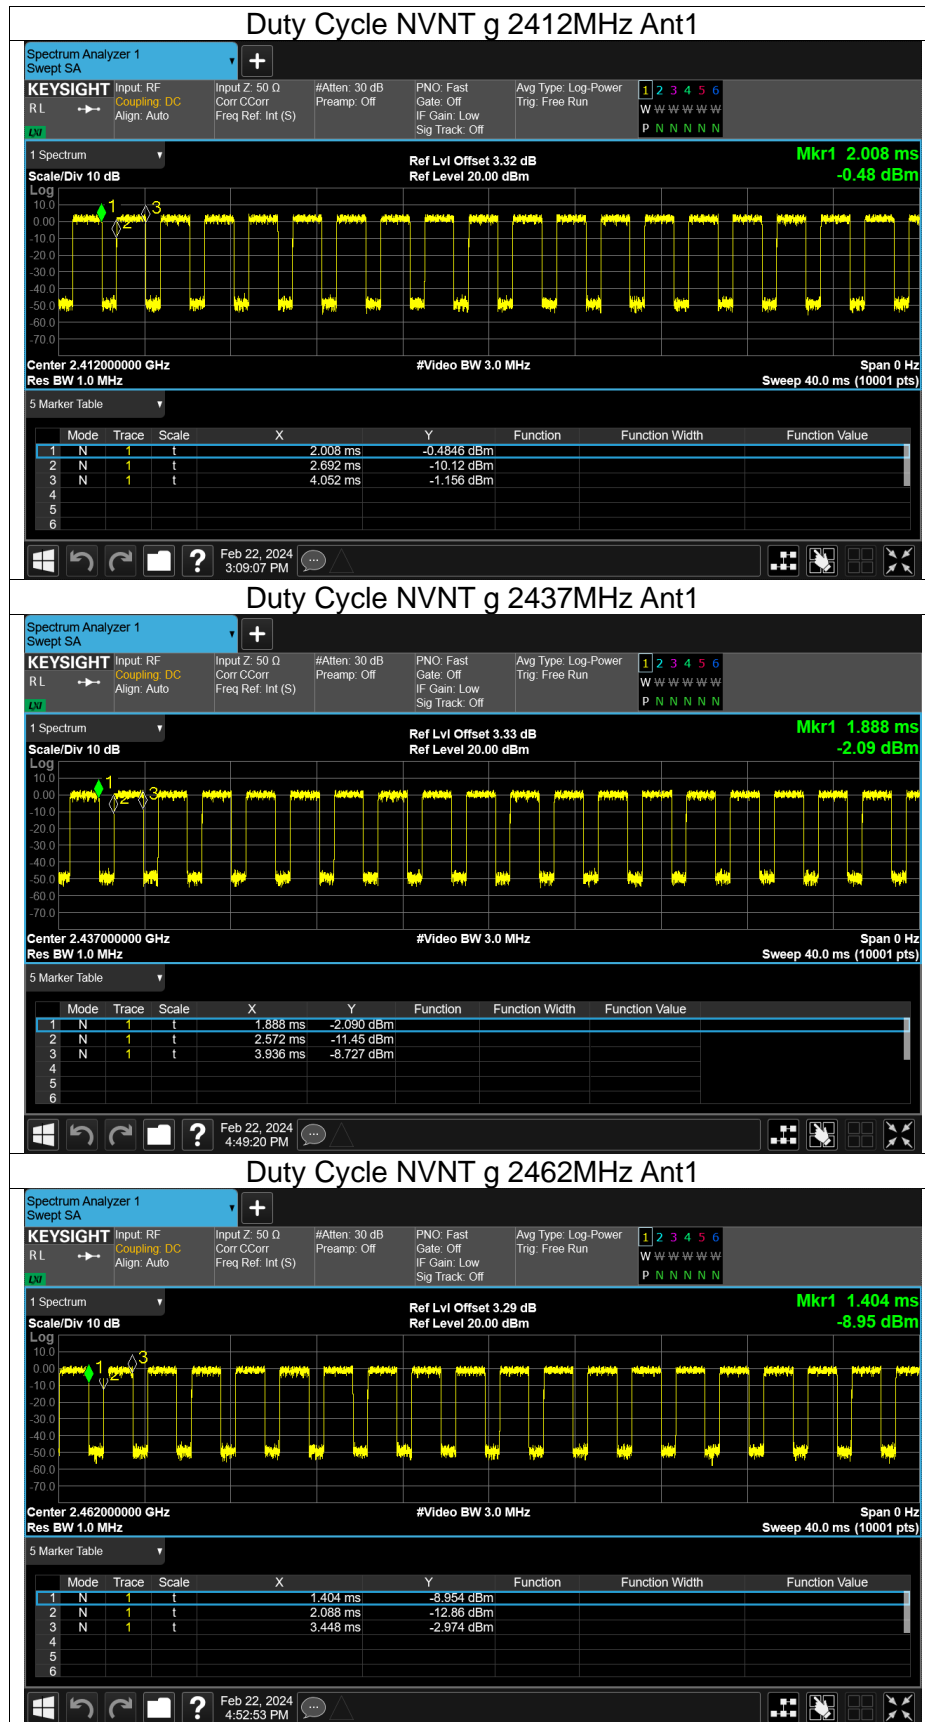 Duty Cycle NVNT g 2412MHz Ant1
Spectrum Analyzer 1
Swept SA
+
KEYSIGHT Input: RF Input Z: 50 Ω #Atten: 30 dB PNO: Fast Avg Type: Log-Power 1 2 3 4 5 6
RL Coupling: DC Corr CCorr Preamp: Off Gate: Off Trig: Free Run
Align: Auto Freq Ref: Int (S) IF Gain: Low W W W W W W
LXI Sig Track: Off P N N N N N
1 Spectrum
Ref Lvl Offset 3.32 dB Mkr1 2.008 ms
Scale/Div 10 dB Ref Level 20.00 dBm -0.48 dBm
Log
10.0
0.00
-10.0
-20.0
-30.0
-40.0
-50.0
-60.0
-70.0
1 2 3
Center 2.412000000 GHz #Video BW 3.0 MHz Span 0 Hz
Res BW 1.0 MHz Sweep 40.0 ms (10001 pts)
5 Marker Table
Mode Trace Scale X Y Function Function Width Function Value
1 N 1 t 2.008 ms -0.4846 dBm
2 N 1 t 2.692 ms -10.12 dBm
3 N 1 t 4.052 ms -1.156 dBm
4
5
6
? Feb 22, 2024
3:09:07 PM
Duty Cycle NVNT g 2437MHz Ant1
Spectrum Analyzer 1
Swept SA
+
KEYSIGHT Input: RF Input Z: 50 Ω #Atten: 30 dB PNO: Fast Avg Type: Log-Power 1 2 3 4 5 6
RL Coupling: DC Corr CCorr Preamp: Off Gate: Off Trig: Free Run
Align: Auto Freq Ref: Int (S) IF Gain: Low W W W W W W
LXI Sig Track: Off P N N N N N
1 Spectrum
Ref Lvl Offset 3.33 dB Mkr1 1.888 ms
Scale/Div 10 dB Ref Level 20.00 dBm -2.09 dBm
Log
10.0
0.00
-10.0
-20.0
-30.0
-40.0
-50.0
-60.0
-70.0
1 2 3
Center 2.437000000 GHz #Video BW 3.0 MHz Span 0 Hz
Res BW 1.0 MHz Sweep 40.0 ms (10001 pts)
5 Marker Table
Mode Trace Scale X Y Function Function Width Function Value
1 N 1 t 1.888 ms -2.090 dBm
2 N 1 t 2.572 ms -11.45 dBm
3 N 1 t 3.936 ms -8.727 dBm
4
5
6
? Feb 22, 2024
4:49:20 PM
Duty Cycle NVNT g 2462MHz Ant1
Spectrum Analyzer 1
Swept SA
+
KEYSIGHT Input: RF Input Z: 50 Ω #Atten: 30 dB PNO: Fast Avg Type: Log-Power 1 2 3 4 5 6
RL Coupling: DC Corr CCorr Preamp: Off Gate: Off Trig: Free Run
Align: Auto Freq Ref: Int (S) IF Gain: Low W W W W W W
LXI Sig Track: Off P N N N N N
1 Spectrum
Ref Lvl Offset 3.29 dB Mkr1 1.404 ms
Scale/Div 10 dB Ref Level 20.00 dBm -8.95 dBm
Log
10.0
0.00
-10.0
-20.0
-30.0
-40.0
-50.0
-60.0
-70.0
1 2 3
Center 2.462000000 GHz #Video BW 3.0 MHz Span 0 Hz
Res BW 1.0 MHz Sweep 40.0 ms (10001 pts)
5 Marker Table
Mode Trace Scale X Y Function Function Width Function Value
1 N 1 t 1.404 ms -8.954 dBm
2 N 1 t 2.088 ms -12.86 dBm
3 N 1 t 3.448 ms -2.974 dBm
4
5
6
? Feb 22, 2024
4:52:53 PM